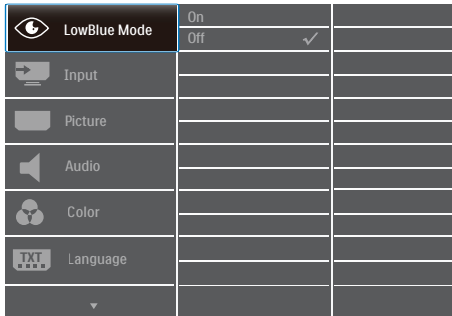 LowBlue Mode
On
Off
Input
Picture
Audio
Color
TXT
Language